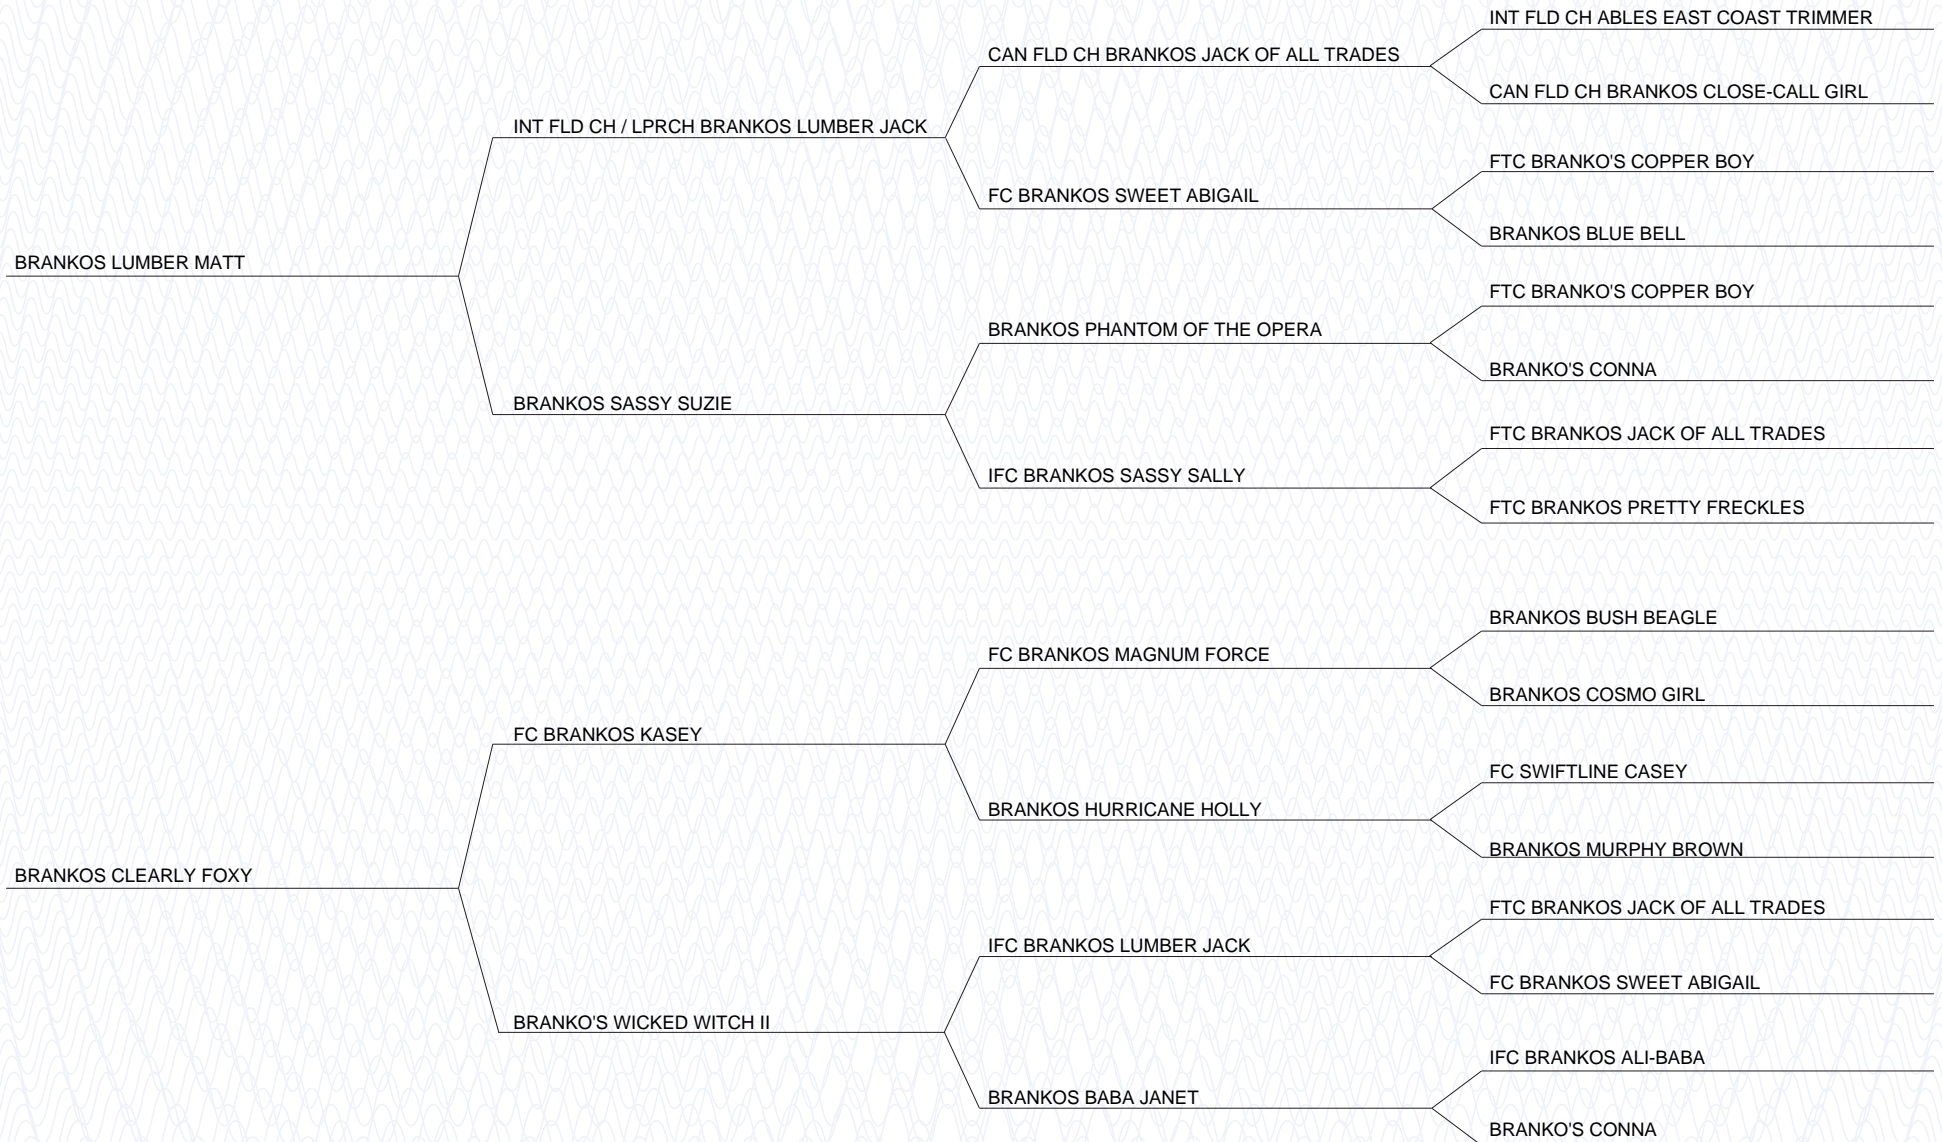 INT FLD CH ABLES EAST COAST TRIMMER
CAN FLD CH BRANKOS JACK OF ALL TRADES
CAN FLD CH BRANKOS CLOSE-CALL GIRL
INT FLD CH / LPRCH BRANKOS LUMBER JACK
FTC BRANKO'S COPPER BOY
FC BRANKOS SWEET ABIGAIL
BRANKOS BLUE BELL
BRANKOS LUMBER MATT
FTC BRANKO'S COPPER BOY
BRANKOS PHANTOM OF THE OPERA
BRANKO'S CONNA
BRANKOS SASSY SUZIE
FTC BRANKOS JACK OF ALL TRADES
IFC BRANKOS SASSY SALLY
FTC BRANKOS PRETTY FRECKLES
BRANKOS BUSH BEAGLE
FC BRANKOS MAGNUM FORCE
BRANKOS COSMO GIRL
FC BRANKOS KASEY
FC SWIFTLINE CASEY
BRANKOS HURRICANE HOLLY
BRANKOS MURPHY BROWN
BRANKOS CLEARLY FOXY
FTC BRANKOS JACK OF ALL TRADES
IFC BRANKOS LUMBER JACK
FC BRANKOS SWEET ABIGAIL
BRANKO'S WICKED WITCH II
IFC BRANKOS ALI-BABA
BRANKOS BABA JANET
BRANKO'S CONNA